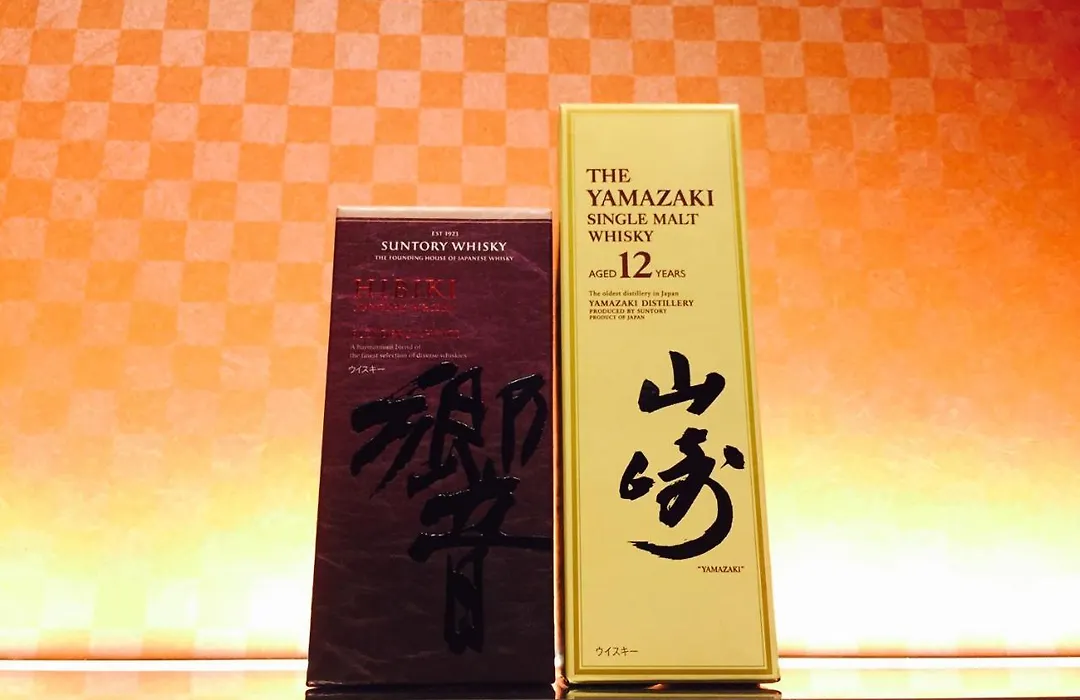 EST 1923
SUNTORY WHISKY
THE FOUNDING HOUSE OF JAPANESE WHISKY
HIBIKI
A harmonious blend of
the finest selection of diverse whiskies
ウイスキー
響
THE
YAMAZAKI
SINGLE MALT
WHISKY
AGED 12 YEARS
The oldest distillery in Japan
YAMAZAKI DISTILLERY
PRODUCED BY SUNTORY
PRODUCT OF JAPAN
山
崎
"YAMAZAKI"
ウイスキー